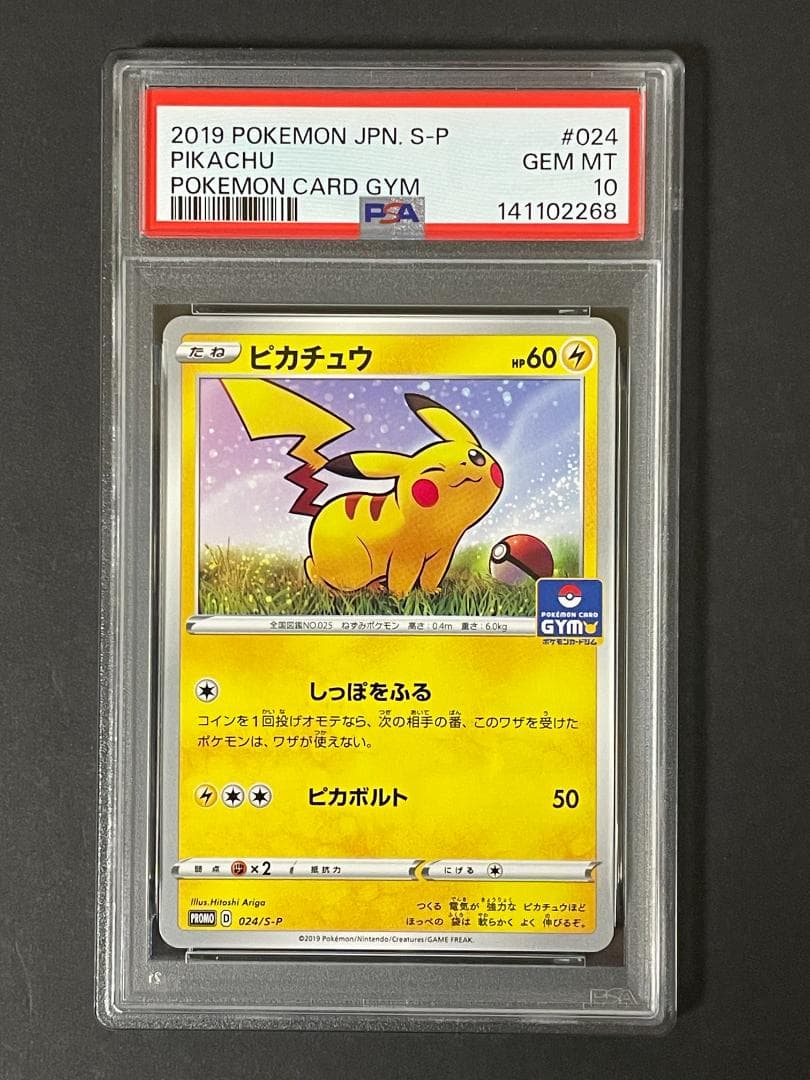 2019 POKEMON JPN. S-P #024
PIKACHU GEM MT
POKEMON CARD GYM 10
PSA 141102268
たね ピカチュウ HP60
POKÉMON CARD
GYM
ポケモンカードジム
全国図鑑NO.025 ねずみポケモン 高さ:0.4m 重さ:6.0kg
しっぽをふる
コインを1回投げオモテなら、次の相手の番、このワザを受けた
ポケモンは、ワザが使えない。
ピカボルト 50
弱点 ×2 抵抗力 にげる
Illus.Hitoshi Ariga
つくる 電気が 強力な ピカチュウほど
ほっぺの 袋は 軟らかく よく 伸びるぞ。
PROMO D 024/S-P
©2019 Pokémon/Nintendo/Creatures/GAME FREAK.
PSA